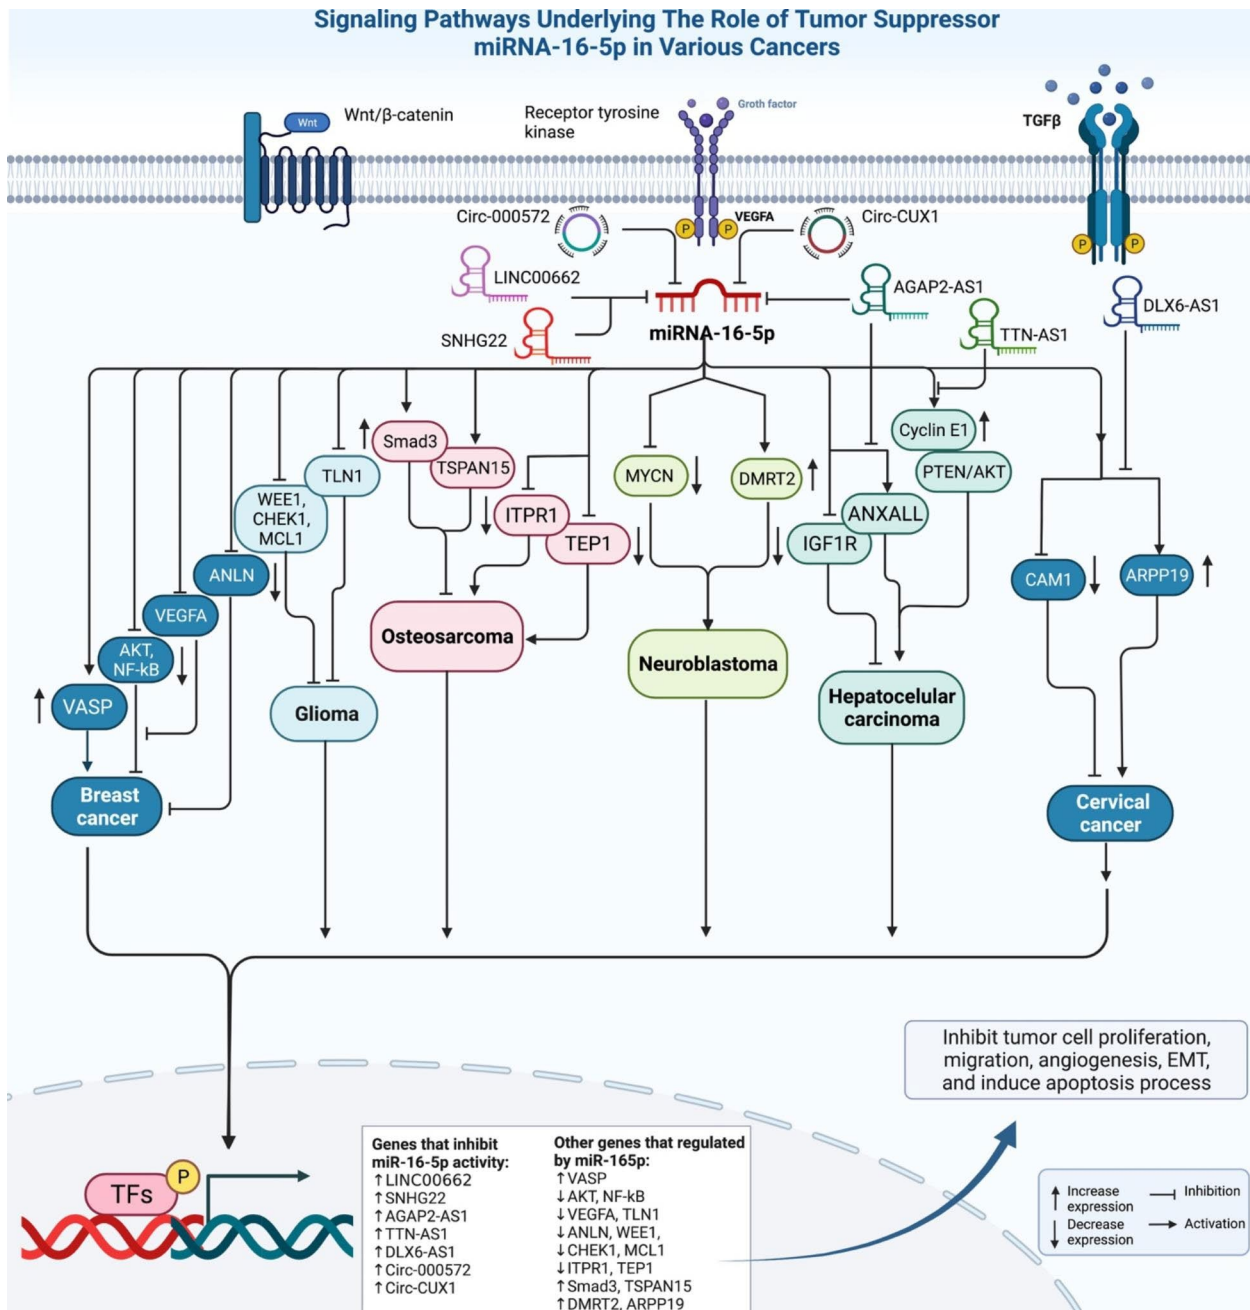 Signaling Pathways Underlying The Role of Tumor Suppressor
miRNA-16-5p in Various Cancers
Wnt
Wnt/β-catenin
Receptor tyrosine
kinase
Groth factor
TGFβ
Circ-000572
P
P
VEGFA
Circ-CUX1
P
P
LINC00662
AGAP2-AS1
DLX6-AS1
SNHG22
miRNA-16-5p
TTN-AS1
Smad3
TSPAN15
TLN1
WEE1,
CHEK1,
MCL1
ITPR1
TEP1
MYCN
DMRT2
Cyclin E1
PTEN/AKT
ANXALL
IGF1R
ANLN
VEGFA
AKT,
NF-kB
VASP
CAM1
ARPP19
Osteosarcoma
Neuroblastoma
Glioma
Hepatocelular
carcinoma
Breast
cancer
Cervical
cancer
Inhibit tumor cell proliferation,
migration, angiogenesis, EMT,
and induce apoptosis process
TFs
P
Genes that inhibit
miR-16-5p activity:
↑LINC00662
↑SNHG22
↑AGAP2-AS1
↑TTN-AS1
↑DLX6-AS1
↑Circ-000572
↑Circ-CUX1
Other genes that regulated
by miR-165p:
↑VASP
↓AKT, NF-kB
↓VEGFA, TLN1
↓ANLN, WEE1,
↓CHEK1, MCL1
↓ITPR1, TEP1
↑Smad3, TSPAN15
↑DMRT2, ARPP19
Increase
expression
Decrease
expression
Inhibition
Activation